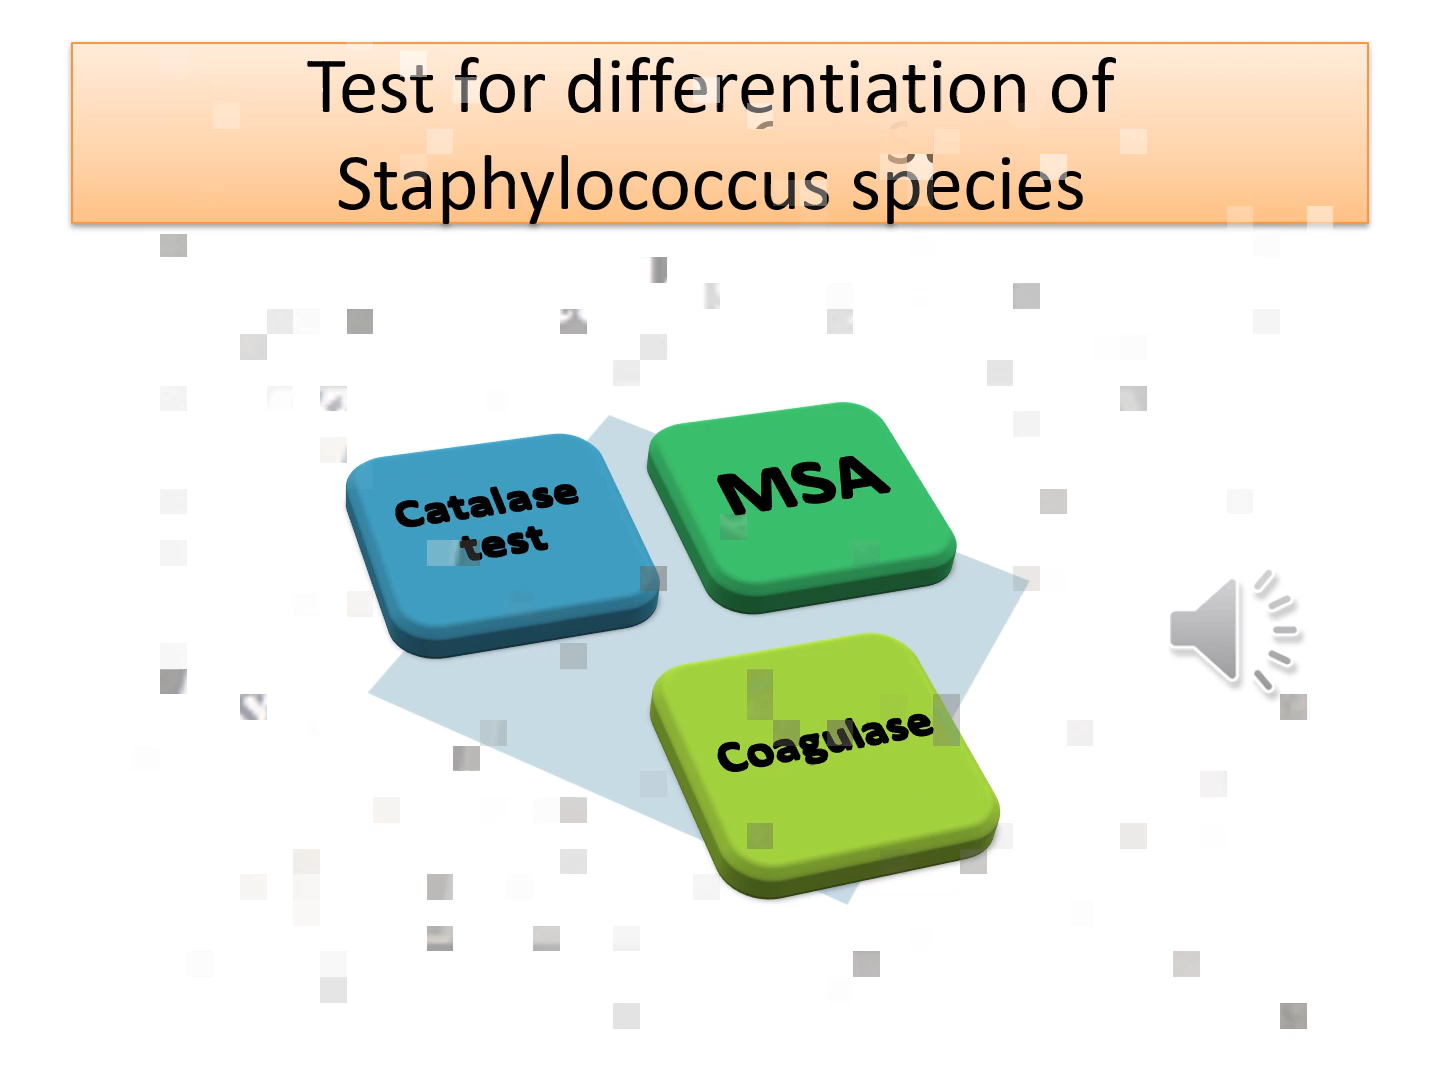 Test for differentiation of
Staphylococcus species
Catalase
test
MSA
Coagulase